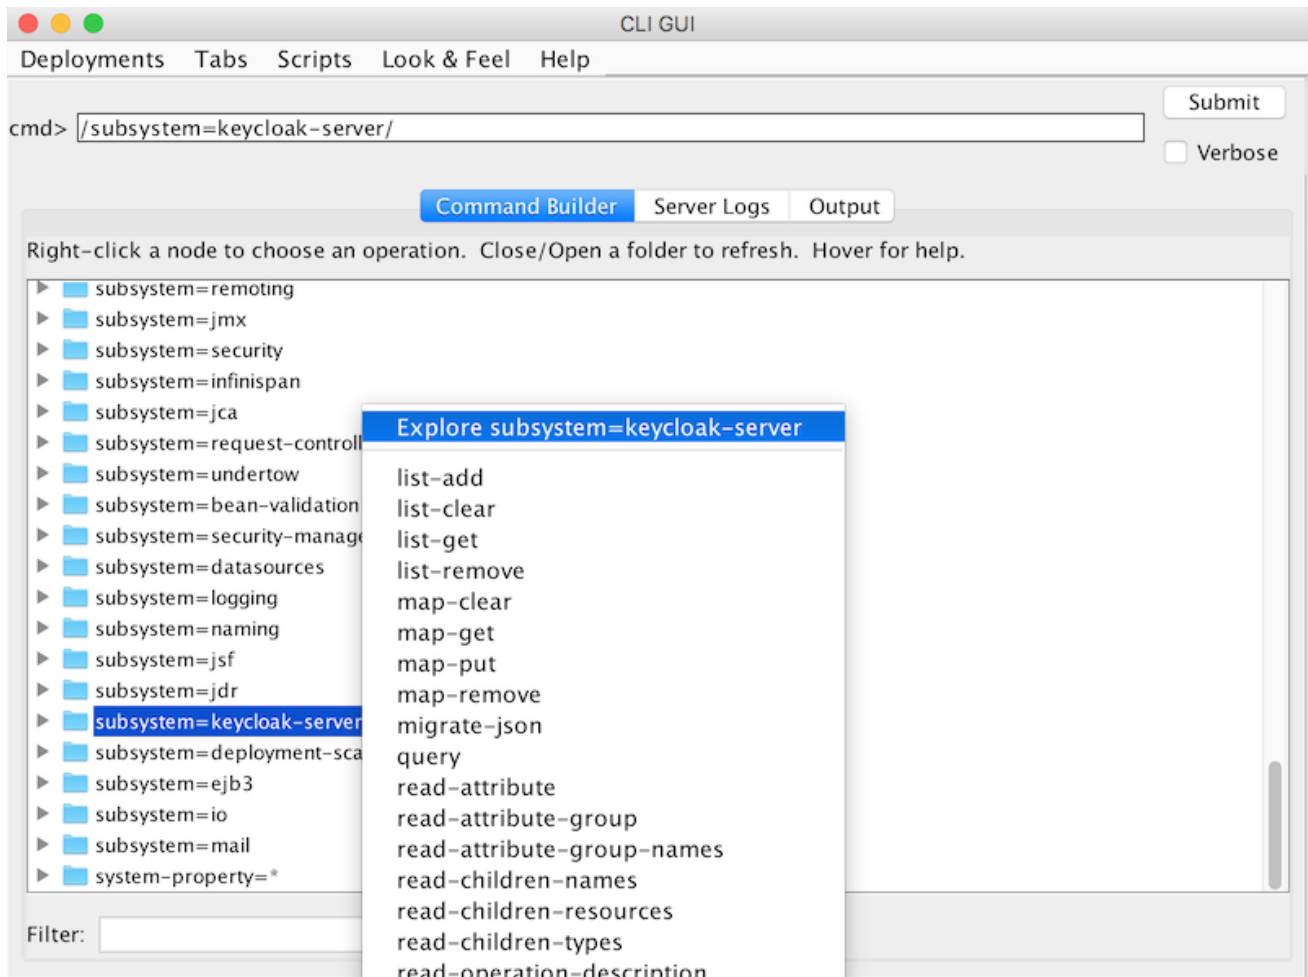 CLI GUI
Deployments Tabs Scripts Look & Feel Help
Submit
cmd> /subsystem=keycloak-server/
Verbose
Command Builder Server Logs Output
Right-click a node to choose an operation. Close/Open a folder to refresh. Hover for help.
subsystem=remoting
subsystem=jmx
subsystem=security
subsystem=infinispan
subsystem=jca
subsystem=request-controll
subsystem=undertow
subsystem=bean-validation
subsystem=security-manage
subsystem=datasources
subsystem=logging
subsystem=naming
subsystem=jsf
subsystem=jdr
subsystem=keycloak-server
subsystem=deployment-sca
subsystem=ejb3
subsystem=io
subsystem=mail
system-property=*
Explore subsystem=keycloak-server
list-add
list-clear
list-get
list-remove
map-clear
map-get
map-put
map-remove
migrate-json
query
read-attribute
read-attribute-group
read-attribute-group-names
read-children-names
read-children-resources
read-children-types
read-operation-description
Filter: